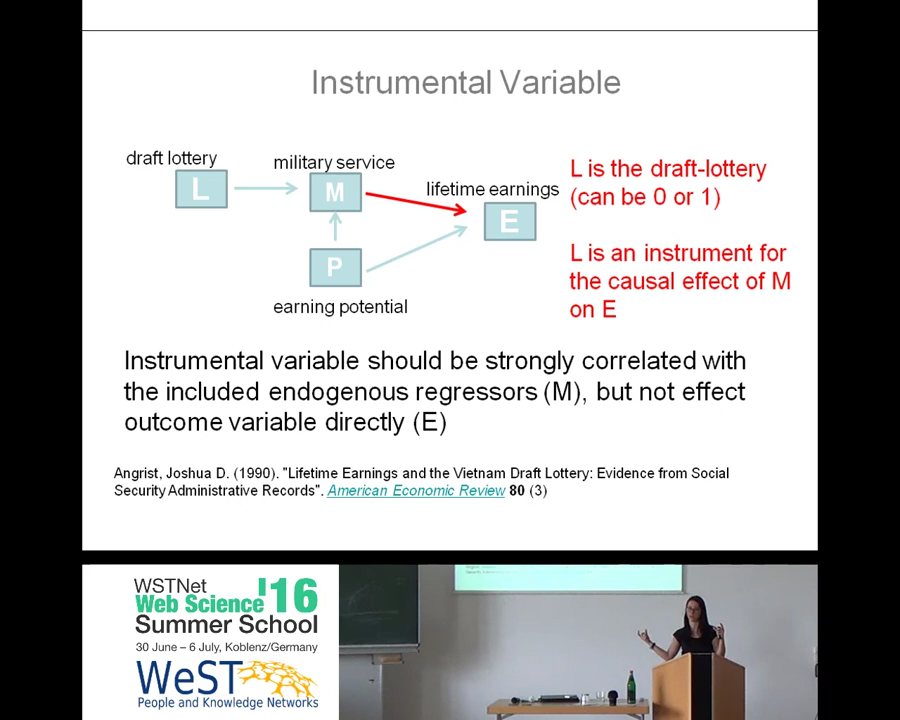 Instrumental Variable
draft lottery
military service
L
M
lifetime earnings
E
P
earning potential
L is the draft-lottery
(can be 0 or 1)
L is an instrument for
the causal effect of M
on E
Instrumental variable should be strongly correlated with
the included endogenous regressors (M), but not effect
outcome variable directly (E)
Angrist, Joshua D. (1990). "Lifetime Earnings and the Vietnam Draft Lottery: Evidence from Social
Security Administrative Records". American Economic Review 80 (3)
WSTNet
Web Science '16
Summer School
30 June – 6 July, Koblenz/Germany
WeST
People and Knowledge Networks